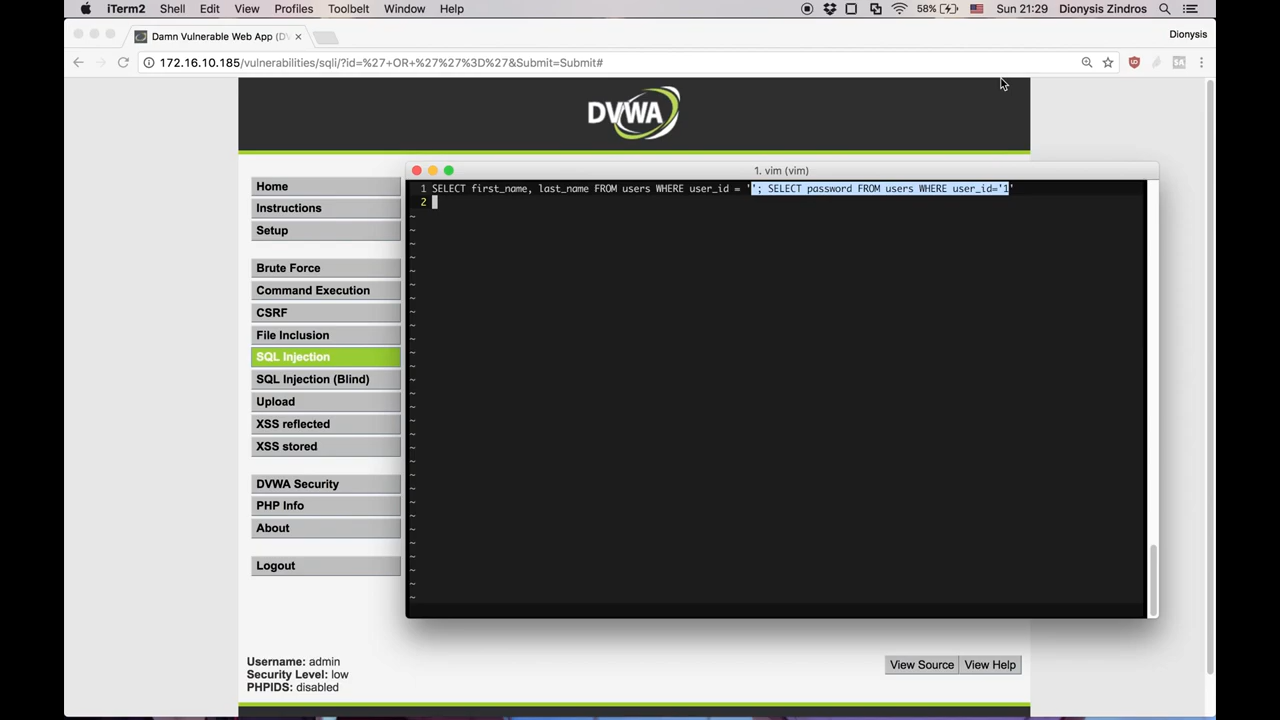 iTerm2 Shell Edit View Profiles Toolbelt Window Help 58% Sun 21:29 Dionysis Zindros
Damn Vulnerable Web App (DV × Dionysis
172.16.10.185/vulnerabilities/sqli/?id=%27+OR+%27%27%3D%27&Submit=Submit#
DVWA
1. vim (vim)
Home
1 SELECT first_name, last_name FROM users WHERE user_id = ''; SELECT password FROM users WHERE user_id='1'
2
Instructions
Setup
Brute Force
Command Execution
CSRF
File Inclusion
SQL Injection
SQL Injection (Blind)
Upload
XSS reflected
XSS stored
DVWA Security
PHP Info
About
Logout
Username: admin
Security Level: low
PHPIDS: disabled
View Source View Help